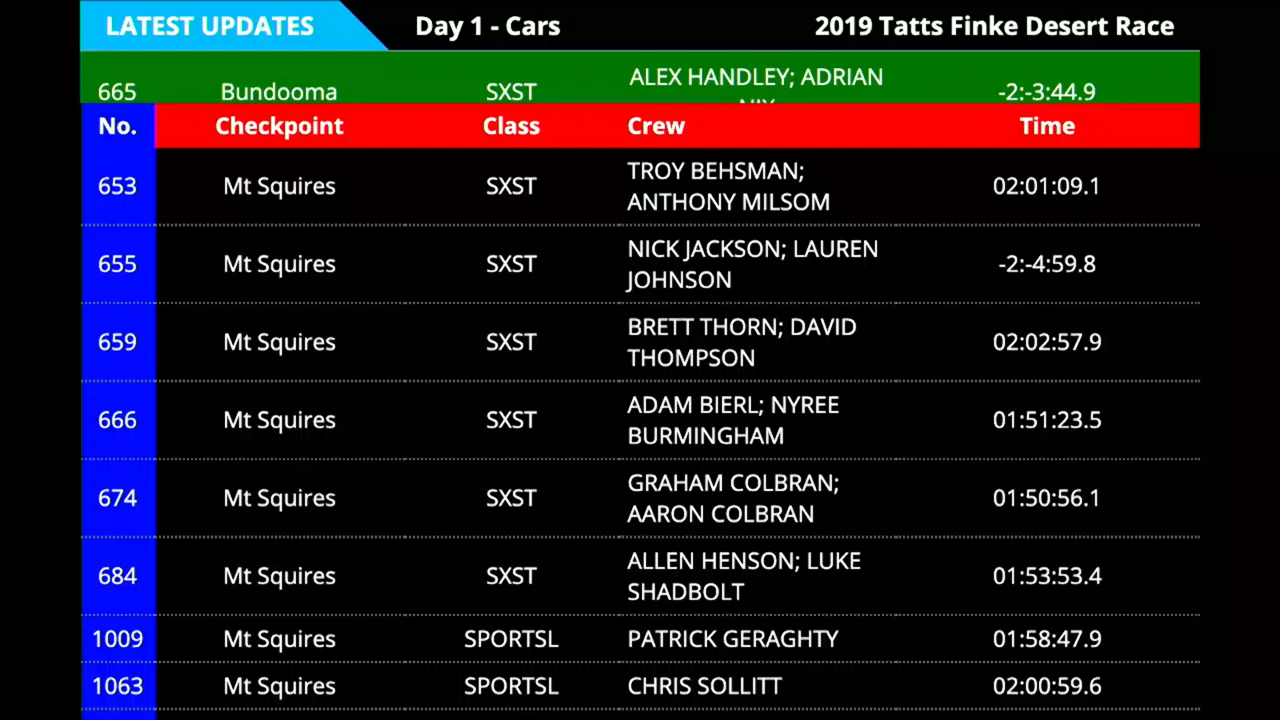 LATEST UPDATES Day 1 - Cars 2019 Tatts Finke Desert Race
665 Bundooma SXST ALEX HANDLEY; ADRIAN -2:-3:44.9
No. Checkpoint Class Crew Time
653 Mt Squires SXST TROY BEHSMAN; 02:01:09.1
ANTHONY MILSOM
655 Mt Squires SXST NICK JACKSON; LAUREN -2:-4:59.8
JOHNSON
659 Mt Squires SXST BRETT THORN; DAVID 02:02:57.9
THOMPSON
666 Mt Squires SXST ADAM BIERL; NYREE 01:51:23.5
BURMINGHAM
674 Mt Squires SXST GRAHAM COLBRAN; 01:50:56.1
AARON COLBRAN
684 Mt Squires SXST ALLEN HENSON; LUKE 01:53:53.4
SHADBOLT
1009 Mt Squires SPORTSL PATRICK GERAGHTY 01:58:47.9
1063 Mt Squires SPORTSL CHRIS SOLLITT 02:00:59.6